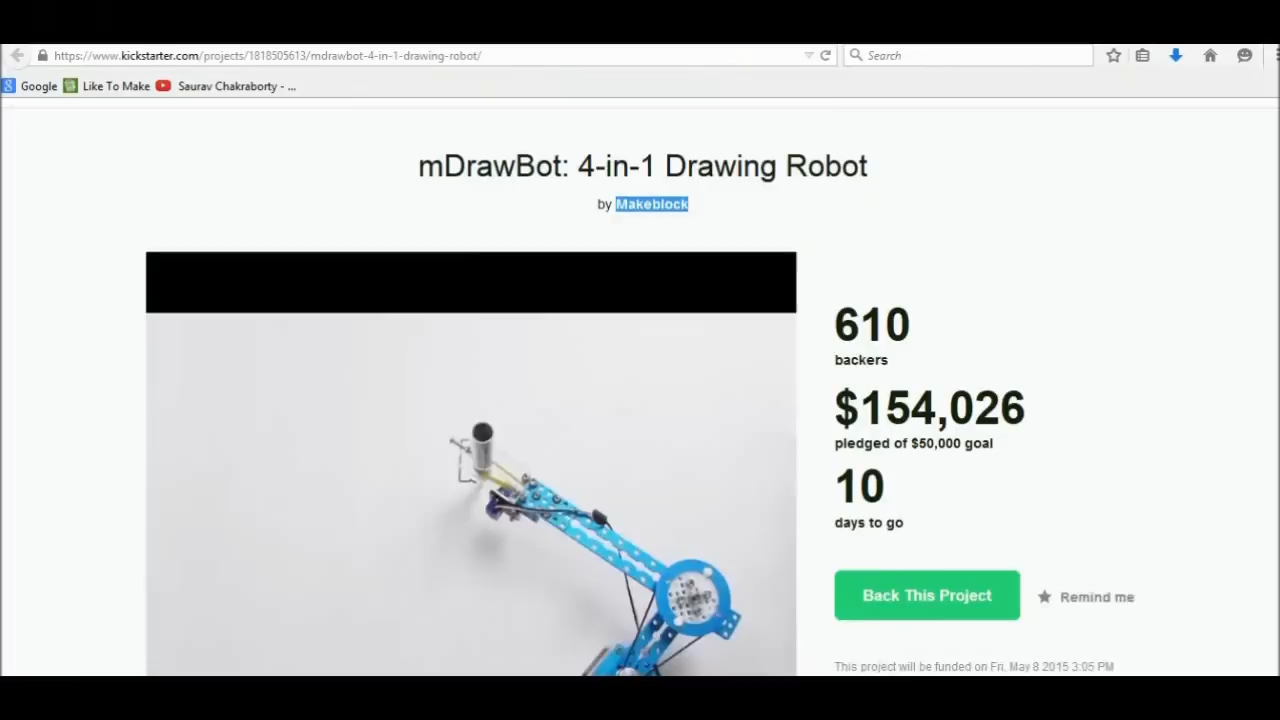 https://www.kickstarter.com/projects/1818505613/mdrawbot-4-in-1-drawing-robot/
Search
Google Like To Make Saurav Chakraborty - ...
mDrawBot: 4-in-1 Drawing Robot
by Makeblock
610
backers
$154,026
pledged of $50,000 goal
10
days to go
Back This Project
Remind me
This project will be funded on Fri, May 8 2015 3:05 PM